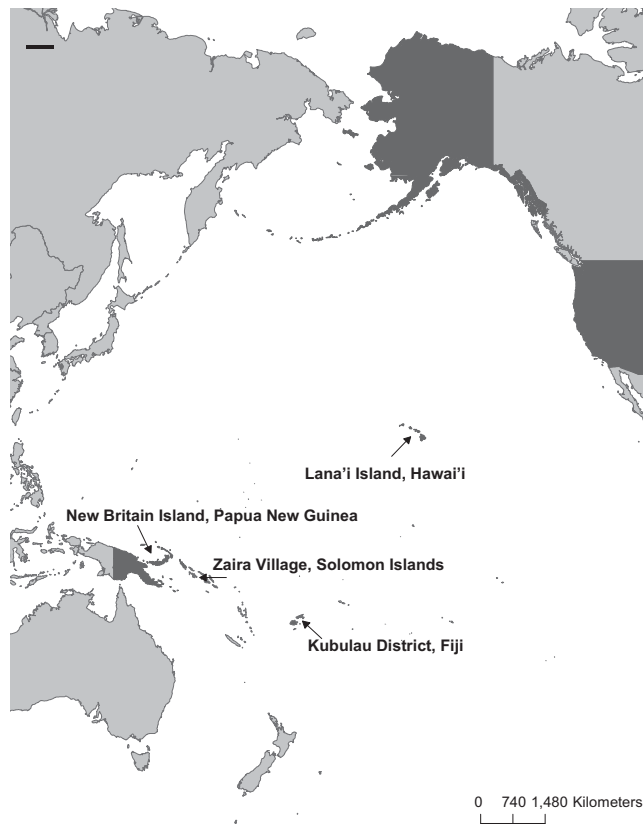 Lana'i Island, Hawai'i
New Britain Island, Papua New Guinea
Zaira Village, Solomon Islands
Kubulau District, Fiji
0 740 1,480 Kilometers